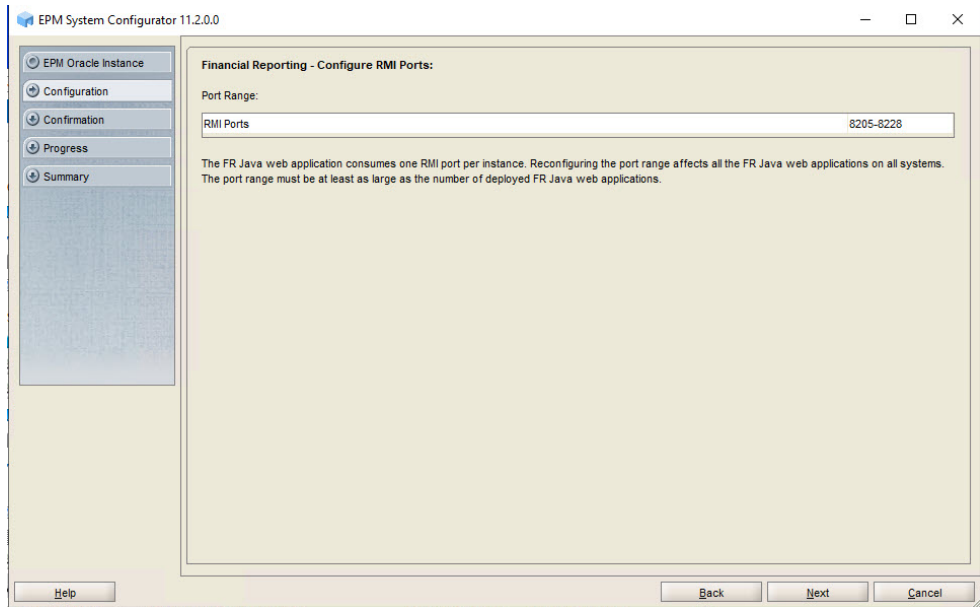 EPM System Configurator 11.2.0.0
EPM Oracle Instance
Configuration
Confirmation
Progress
Summary
Financial Reporting - Configure RMI Ports:
Port Range:
RMI Ports 8205-8228
The FR Java web application consumes one RMI port per instance. Reconfiguring the port range affects all the FR Java web applications on all systems.
The port range must be at least as large as the number of deployed FR Java web applications.
Help
Back
Next
Cancel